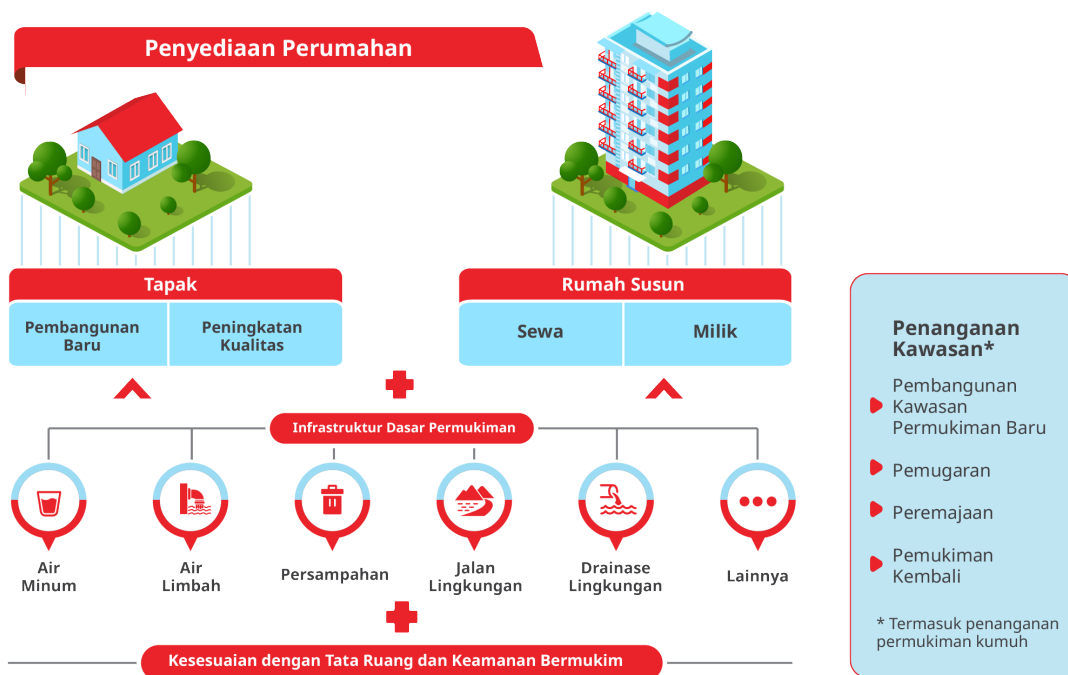 Penyediaan Perumahan
Tapak
Pembangunan
Baru
Peningkatan
Kualitas
Rumah Susun
Sewa
Milik
Infrastruktur Dasar Permukiman
Air
Minum
Air
Limbah
Persampahan
Jalan
Lingkungan
Drainase
Lingkungan
Lainnya
Kesesuaian dengan Tata Ruang dan Keamanan Bermukim
Penanganan
Kawasan*
Pembangunan
Kawasan
Permukiman Baru
Pemugaran
Peremajaan
Pemukiman
Kembali
* Termasuk penanganan
permukiman kumuh